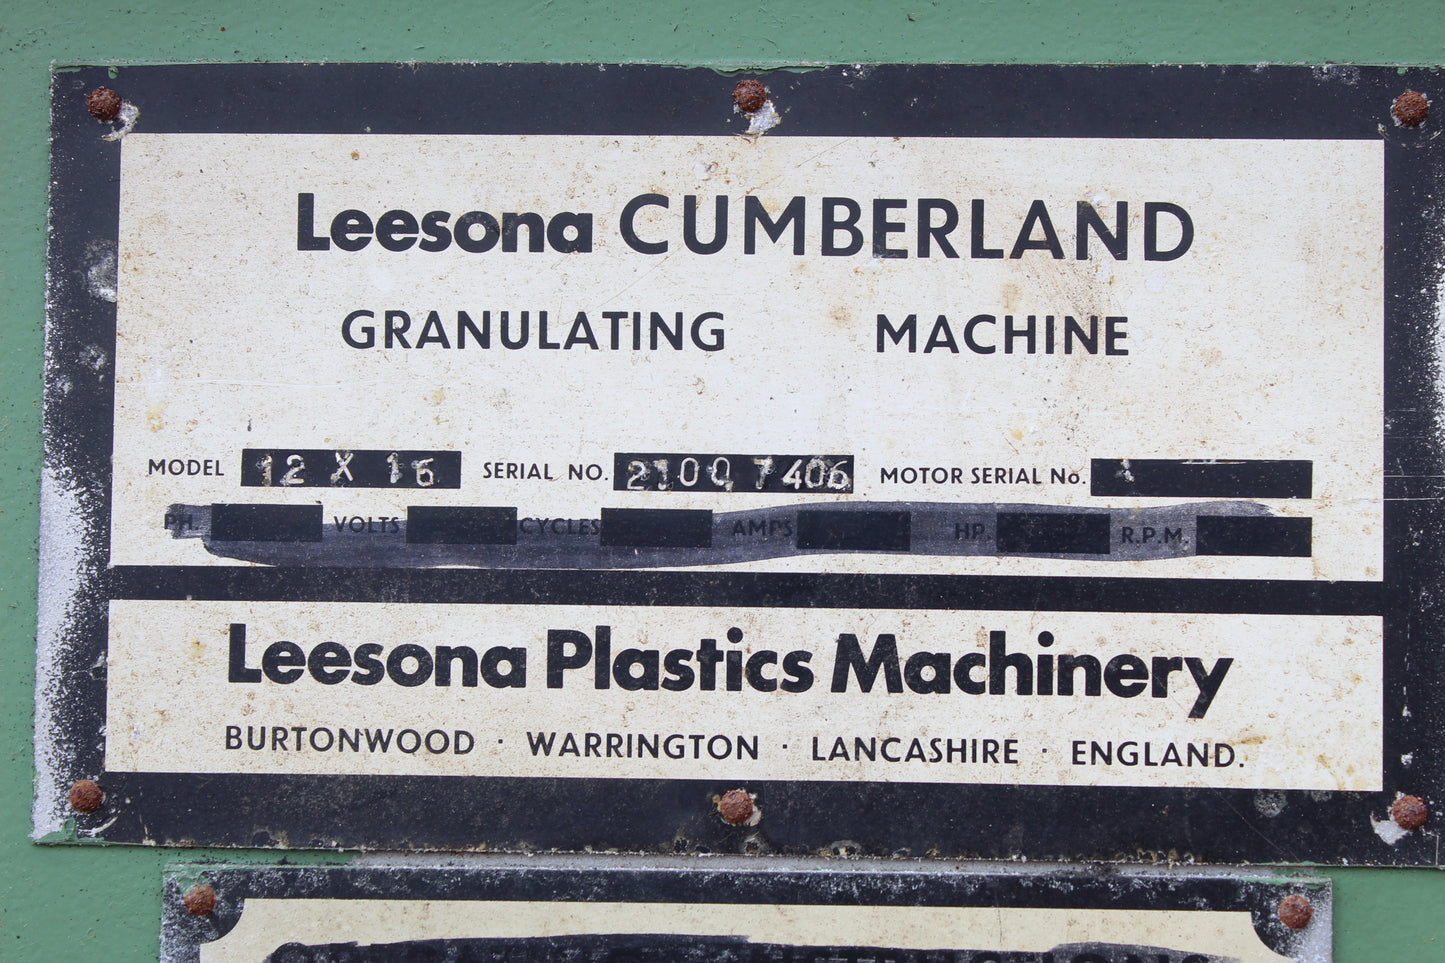 Leesona CUMBERLAND
GRANULATING MACHINE
MODEL 12 X 16 SERIAL NO. 2100 7406 MOTOR SERIAL No.
PH. VOLTS CYCLES AMPS HP. R.P.M.
Leesona Plastics Machinery
BURTONWOOD · WARRINGTON · LANCASHIRE · ENGLAND.